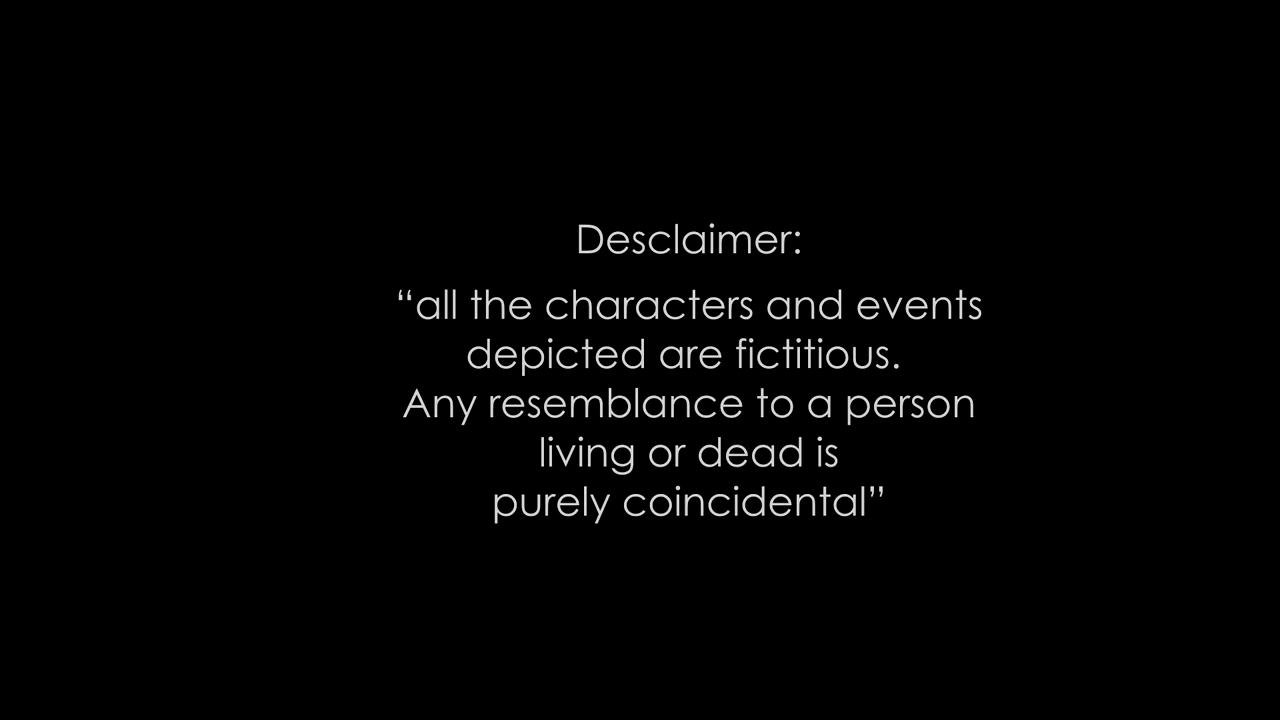 Desclaimer:
“all the characters and events
depicted are fictitious.
Any resemblance to a person
living or dead is
purely coincidental”